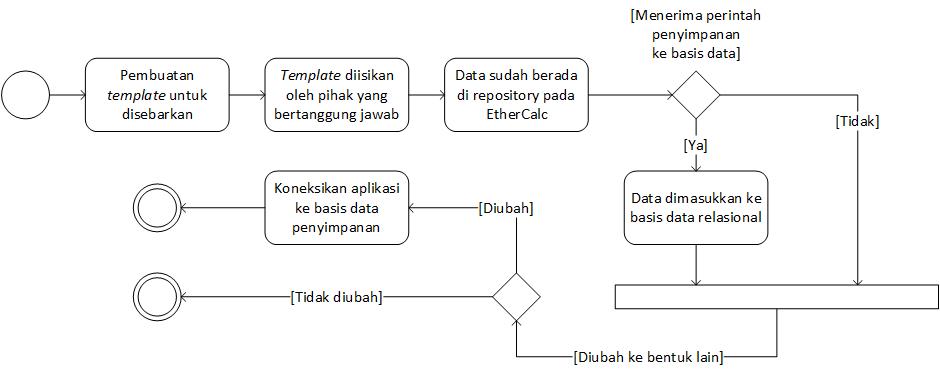 [Menerima perintah
penyimpanan
ke basis data]
Pembuatan
template untuk
disebarkan
Template diisikan
oleh pihak yang
bertanggung jawab
Data sudah berada
di repository pada
EtherCalc
[Tidak]
[Ya]
Data dimasukkan ke
basis data relasional
Koneksikan aplikasi
ke basis data
penyimpanan
[Diubah]
[Tidak diubah]
[Diubah ke bentuk lain]